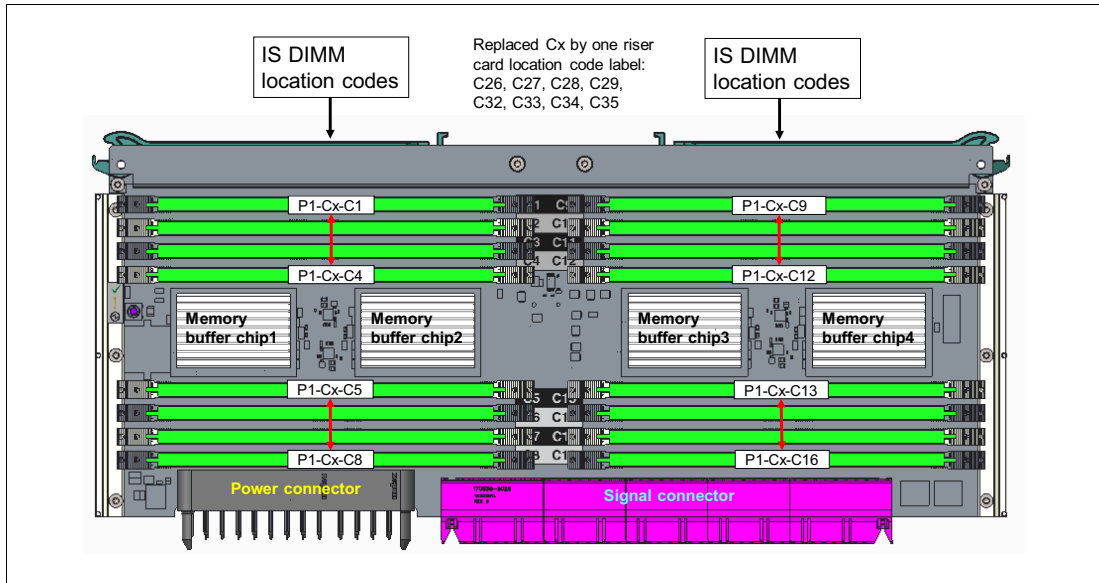 IS DIMM
location codes
Replaced Cx by one riser
card location code label:
C26, C27, C28, C29,
C32, C33, C34, C35
IS DIMM
location codes
P1-Cx-C1
P1-Cx-C9
C3
C4 C12
P1-Cx-C4
P1-Cx-C12
Memory
buffer chip1
Memory
buffer chip2
Memory
buffer chip3
Memory
buffer chip4
P1-Cx-C5
P1-Cx-C13
P1-Cx-C8
P1-Cx-C16
Power connector
Signal connector